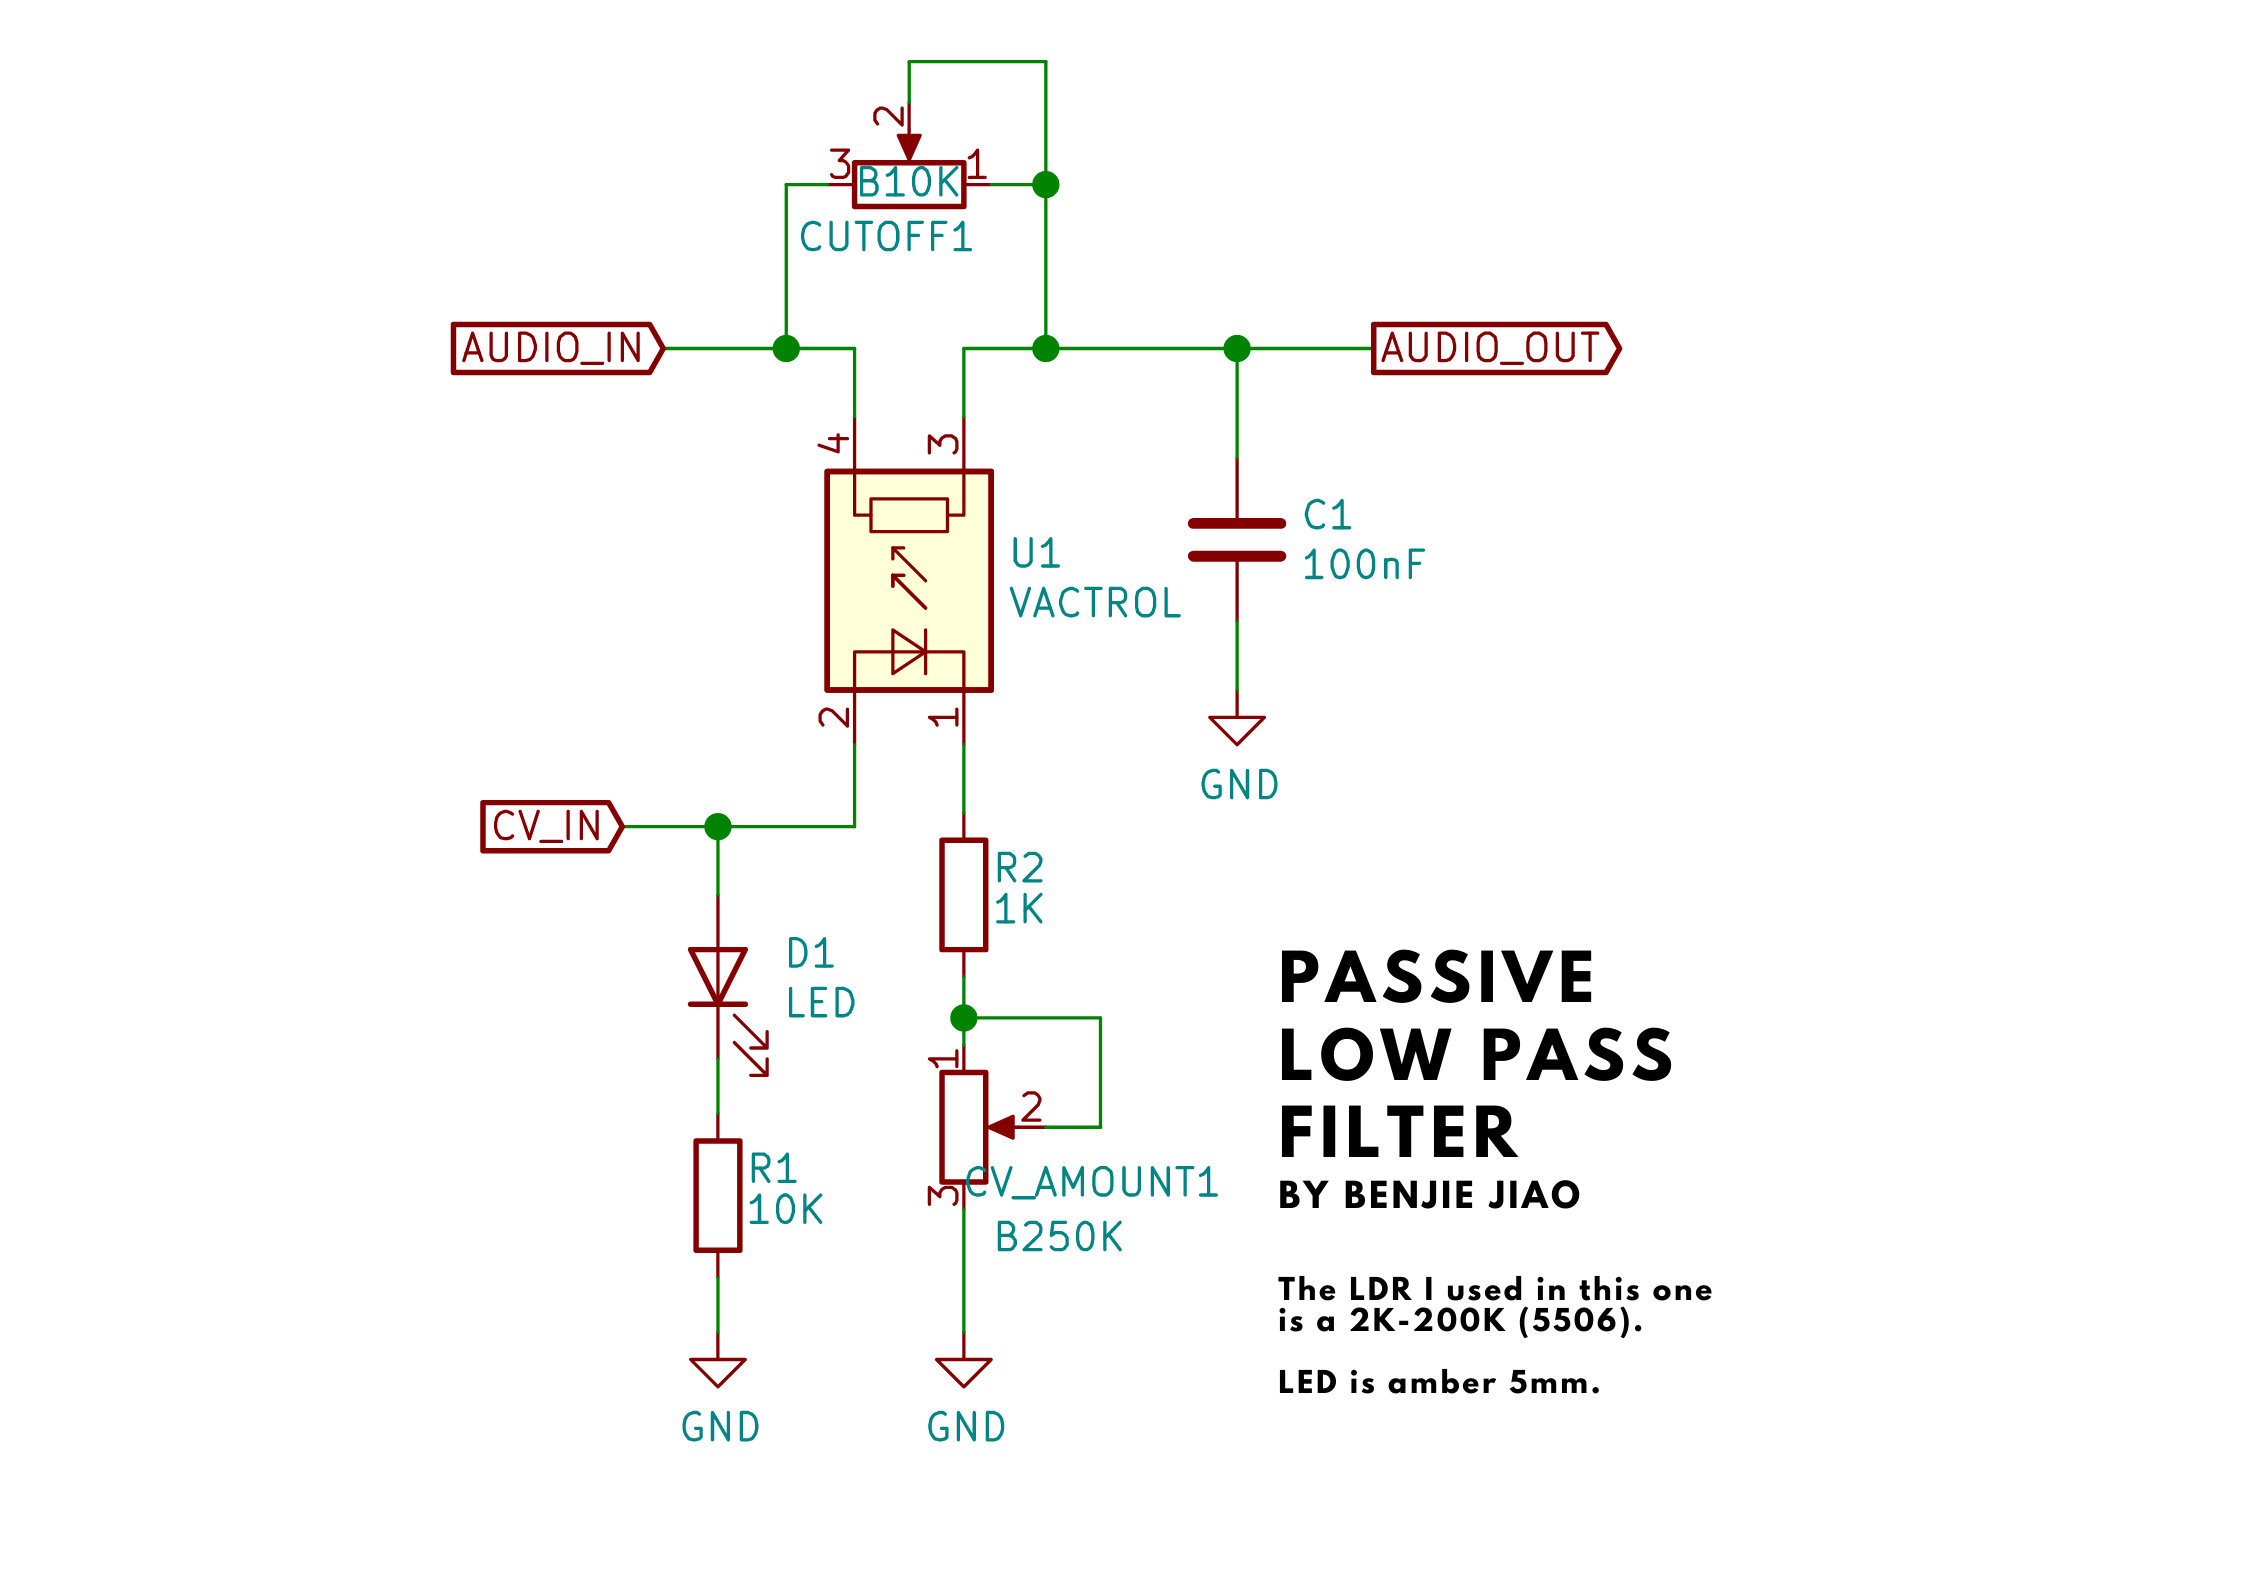 2
3
B10K
1
CUTOFF1
AUDIO_IN
AUDIO_OUT
4
3
C1
100nF
U1
VACTROL
2
1
GND
CV_IN
R2
1K
D1
LED
1
2
R1
10K
3
CV_AMOUNT1
B250K
GND
GND
PASSIVE
LOW PASS
FILTER
BY BENJIE JIAO
The LDR I used in this one
is a 2K-200K (5506).
LED is amber 5mm.